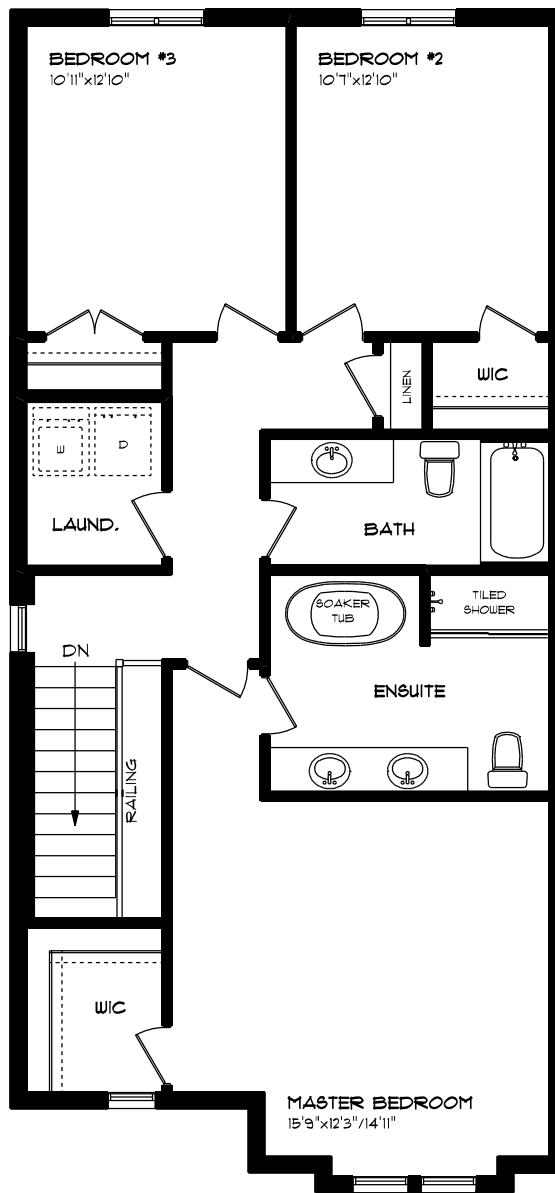 BEDROOM #3
10'11"x12'10"
BEDROOM #2
10'7"x12'10"
LINEN
WIC
W
D
LAUND.
BATH
SOAKER
TUB
TILED
SHOWER
DN
ENSUITE
RAILING
WIC
MASTER BEDROOM
15'9"x12'3"/14'11"